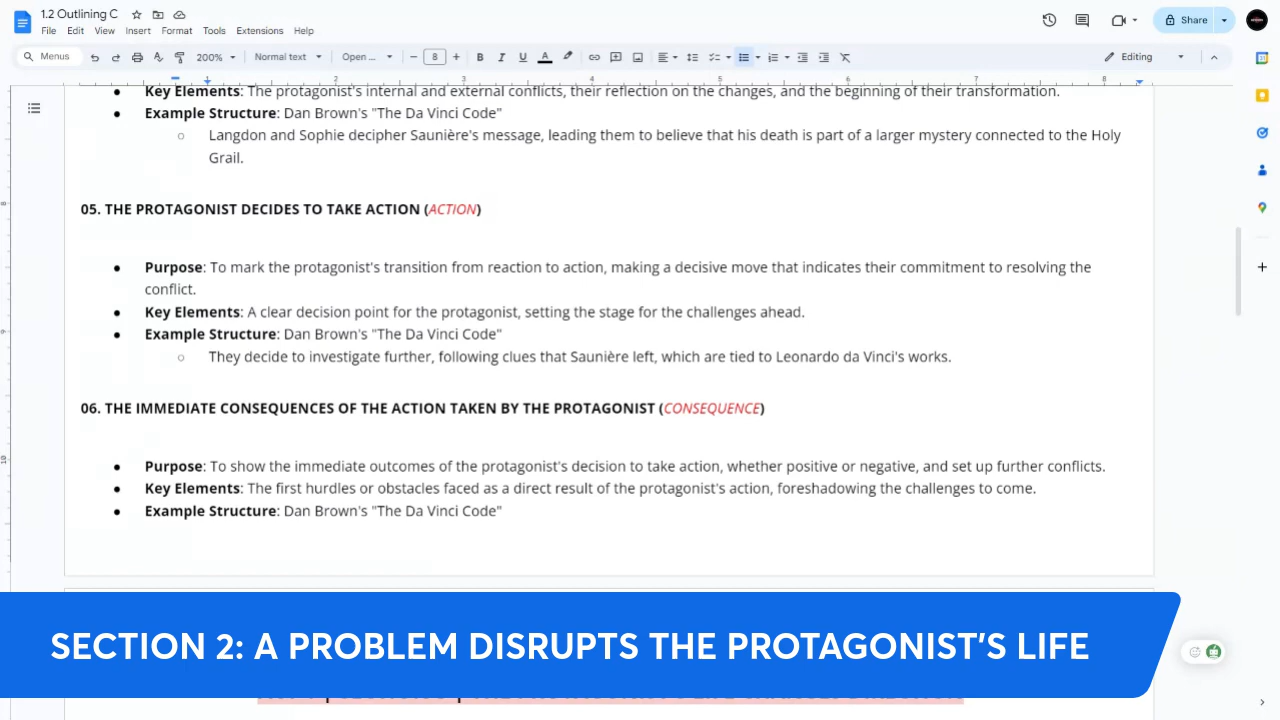 1.2 Outlining C
File Edit View Insert Format Tools Extensions Help
Share
Menus 200% Normal text Open ... 8 B I U A Editing
1 2 3 4 5 6 7 8
Key Elements: The protagonist's internal and external conflicts, their reflection on the changes, and the beginning of their transformation.
● Example Structure: Dan Brown's "The Da Vinci Code"
○ Langdon and Sophie decipher Saunière's message, leading them to believe that his death is part of a larger mystery connected to the Holy
Grail.
05. THE PROTAGONIST DECIDES TO TAKE ACTION (ACTION)
● Purpose: To mark the protagonist's transition from reaction to action, making a decisive move that indicates their commitment to resolving the
conflict.
● Key Elements: A clear decision point for the protagonist, setting the stage for the challenges ahead.
● Example Structure: Dan Brown's "The Da Vinci Code"
○ They decide to investigate further, following clues that Saunière left, which are tied to Leonardo da Vinci's works.
06. THE IMMEDIATE CONSEQUENCES OF THE ACTION TAKEN BY THE PROTAGONIST (CONSEQUENCE)
● Purpose: To show the immediate outcomes of the protagonist's decision to take action, whether positive or negative, and set up further conflicts.
● Key Elements: The first hurdles or obstacles faced as a direct result of the protagonist's action, foreshadowing the challenges to come.
● Example Structure: Dan Brown's "The Da Vinci Code"
SECTION 2: A PROBLEM DISRUPTS THE PROTAGONIST'S LIFE